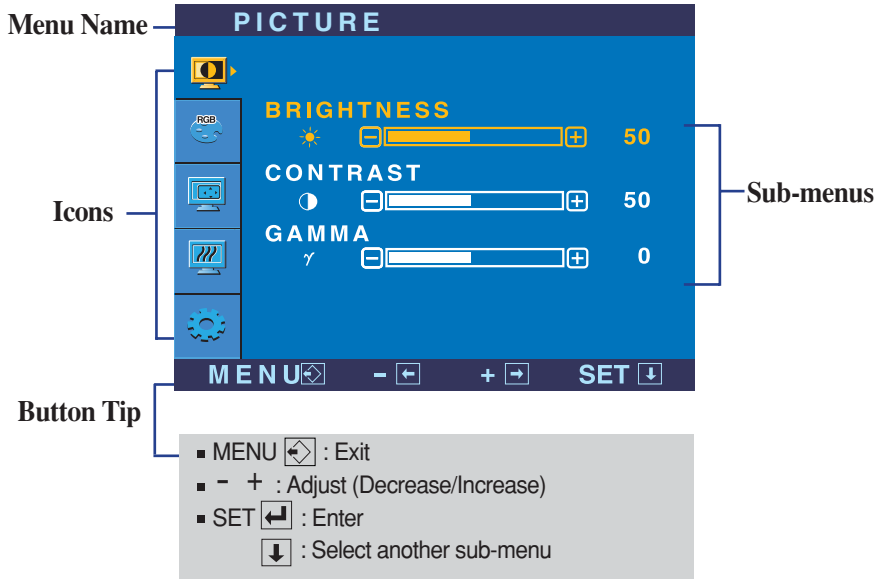 Menu Name
PICTURE
RGB
BRIGHTNESS
50
CONTRAST
50
Icons
Sub-menus
GAMMA
γ
0
MENU - + SET
Button Tip
MENU : Exit
- + : Adjust (Decrease/Increase)
SET : Enter
: Select another sub-menu